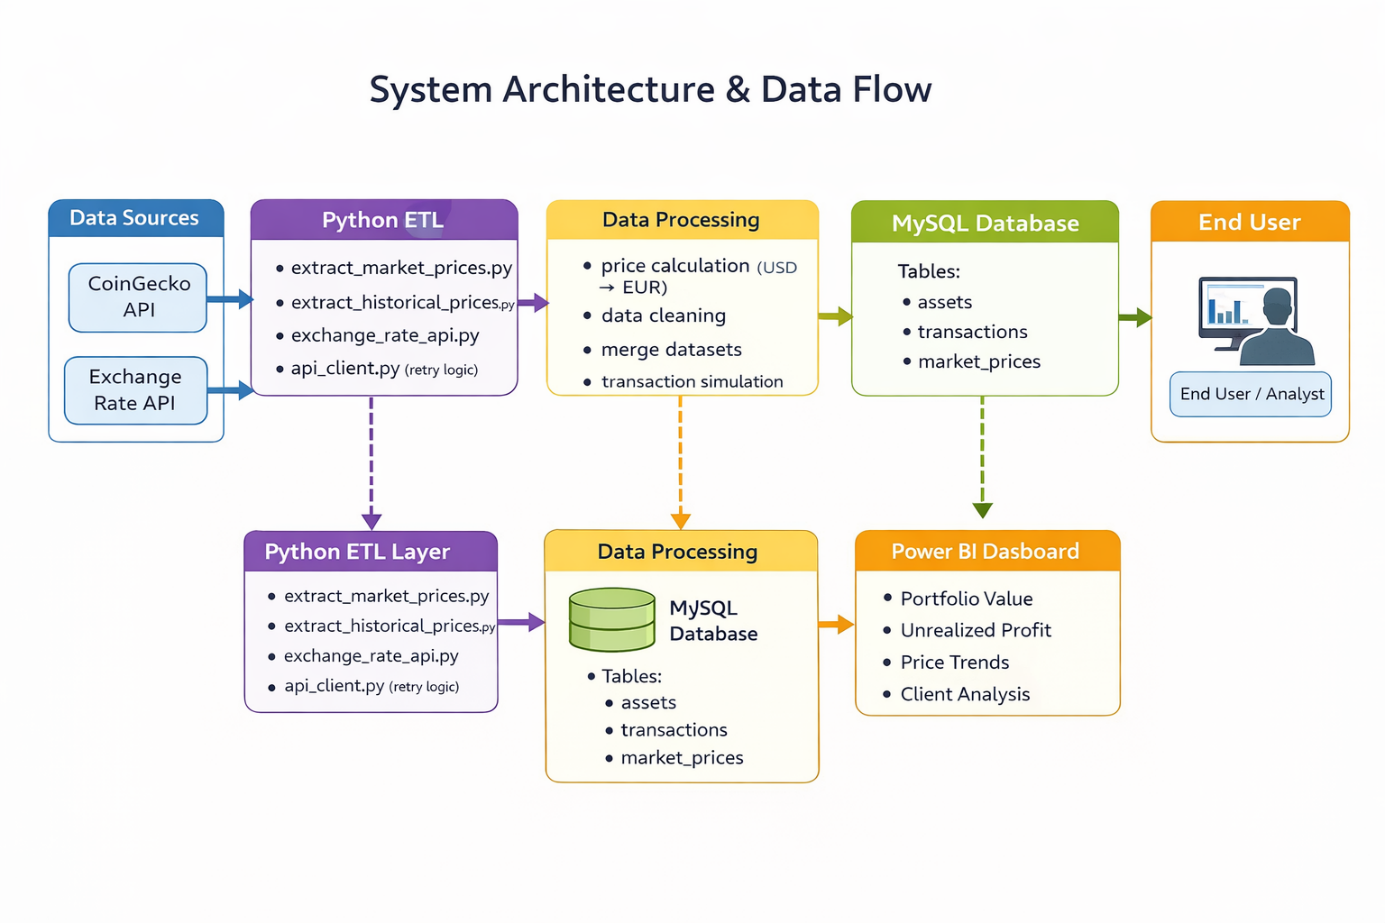 System Architecture & Data Flow
Data Sources
CoinGecko
API
Exchange
Rate API
Python ETL
• extract_market_prices.py
• extract_historical_prices.py
• exchange_rate_api.py
• api_client.py (retry logic)
Data Processing
• price calculation (USD
→ EUR)
• data cleaning
• merge datasets
• transaction simulation
MySQL Database
Tables:
• assets
• transactions
• market_prices
End User
End User / Analyst
Python ETL Layer
• extract_market_prices.py
• extract_historical_prices.py
• exchange_rate_api.py
• api_client.py (retry logic)
Data Processing
MySQL
Database
• Tables:
• assets
• transactions
• market_prices
Power BI Dasboard
• Portfolio Value
• Unrealized Profit
• Price Trends
• Client Analysis